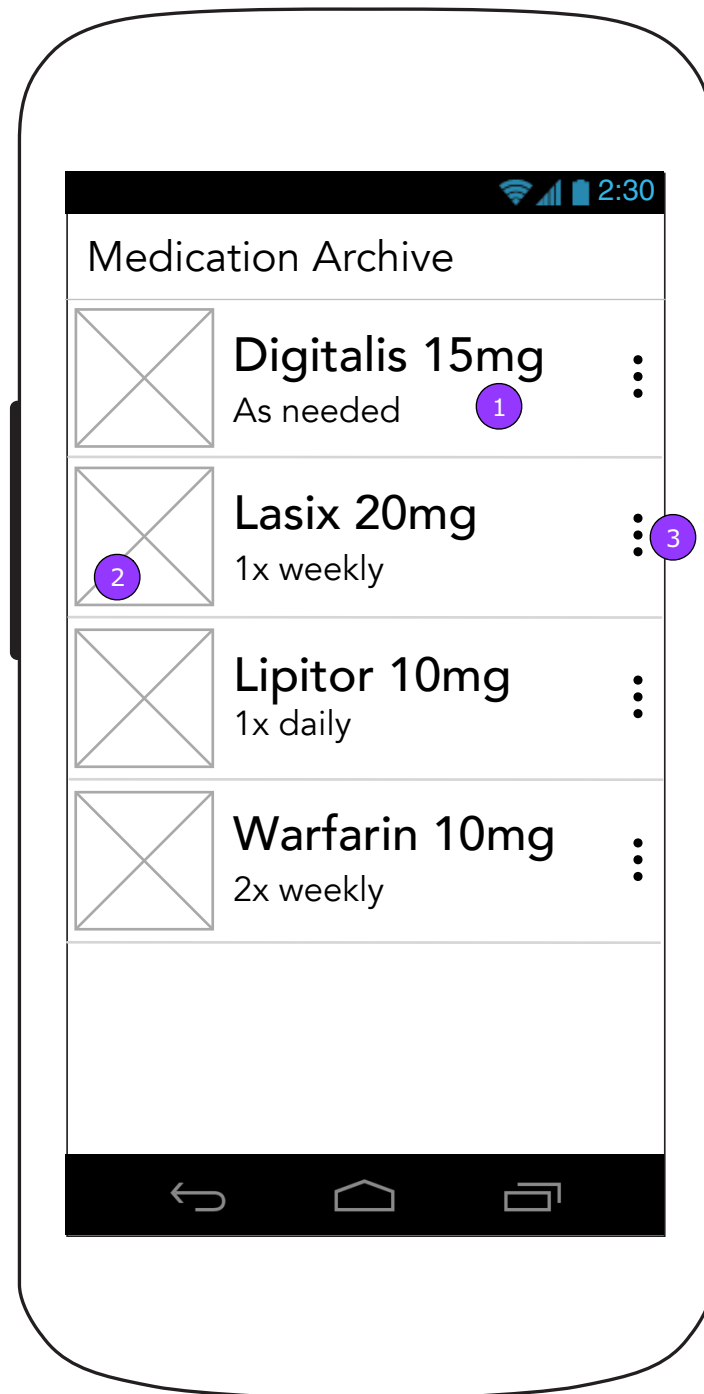 2:30
Medication Archive
Digitalis 15mg
As needed
1
Lasix 20mg
3
1x weekly
2
Lipitor 10mg
1x daily
Warfarin 10mg
2x weekly